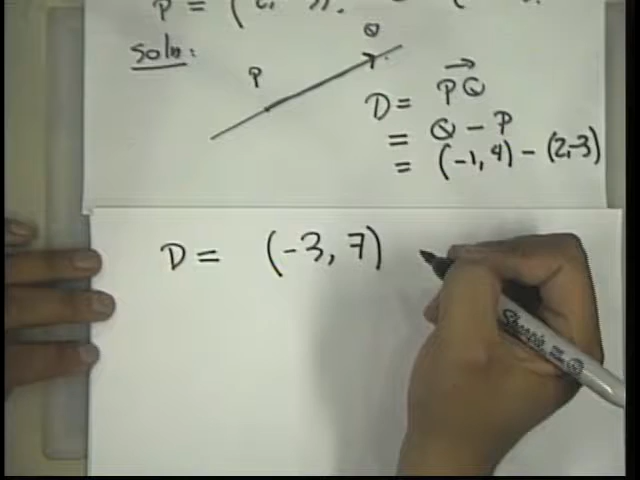 P =
Soln:
Q
P
D = PQ
= Q - P
= (-1, 4) - (2,-3)
D = (-3, 7)
Sharpie